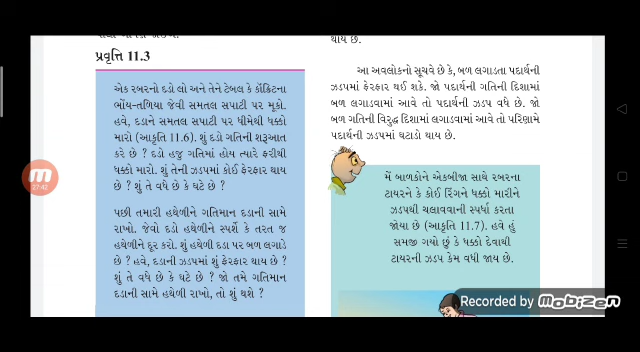 પ્રવૃત્તિ 11.3
એક રબરનો દડો લો અને તેને ટેબલ કે કૉંક્રિટના
ભોંય-તળિયા જેવી સમતલ સપાટી પર મૂકો.
હવે, દડાને સમતલ સપાટી પર ધીમેથી ધક્કો
મારો (આકૃતિ 11.6). શું દડો ગતિની શરૂઆત
કરે છે ? દડો હજુ ગતિમાં હોય ત્યારે ફરીથી
ધક્કો મારો. શું તેની ઝડપમાં કોઈ ફેરફાર થાય
છે ? શું તે વધે છે કે ઘટે છે ?
પછી તમારી હથેળીને ગતિમાન દડાની સામે
રાખો. જેવો દડો હથેળીને સ્પર્શે કે તરત જ
હથેળીને દૂર કરો. શું હથેળી દડા પર બળ લગાડે
છે ? હવે, દડાની ઝડપમાં શું ફેરફાર થાય છે ?
શું તે વધે છે કે ઘટે છે ? જો તમે ગતિમાન
દડાની સામે હથેળી રાખો, તો શું થશે ?
થાય છે.
આ અવલોકનો સૂચવે છે કે, બળ લગાડતા પદાર્થની
ઝડપમાં ફેરફાર થઈ શકે. જો પદાર્થની ગતિની દિશામાં
બળ લગાડવામાં આવે તો પદાર્થની ઝડપ વધે છે. જો
બળ ગતિની વિરુદ્ધ દિશામાં લગાડવામાં આવે તો પરિણામે
પદાર્થની ઝડપમાં ઘટાડો થાય છે.
મેં બાળકોને એકબીજા સાથે રબરના
ટાયરને કે કોઈ રિંગને ધક્કો મારીને
ઝડપથી ચલાવવાની સ્પર્ધા કરતા
જોયા છે (આકૃતિ 11.7). હવે હું
સમજી ગયો છું કે ધક્કો દેવાથી
ટાયરની ઝડપ કેમ વધી જાય છે.
27:42
Recorded by Mobizen